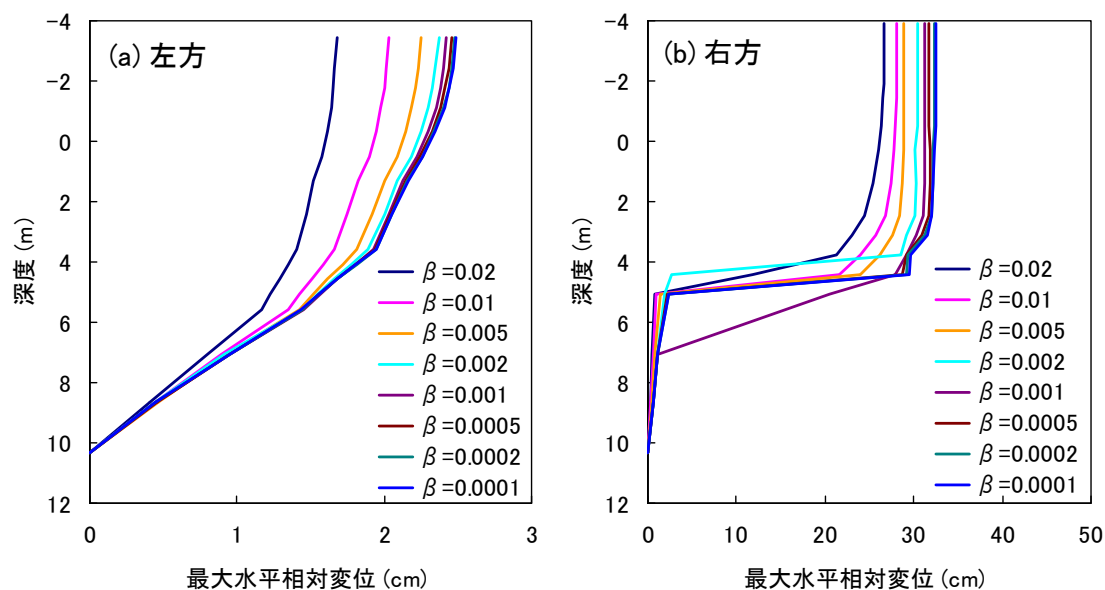 (a) 左方
-4
-2
0
2
4
6
8
10
12
深度 (m)
0
1
2
3
最大水平相対変位 (cm)
β=0.02
β=0.01
β=0.005
β=0.002
β=0.001
β=0.0005
β=0.0002
β=0.0001
(b) 右方
-4
-2
0
2
4
6
8
10
12
深度 (m)
0
10
20
30
40
50
最大水平相対変位 (cm)
β=0.02
β=0.01
β=0.005
β=0.002
β=0.001
β=0.0005
β=0.0002
β=0.0001